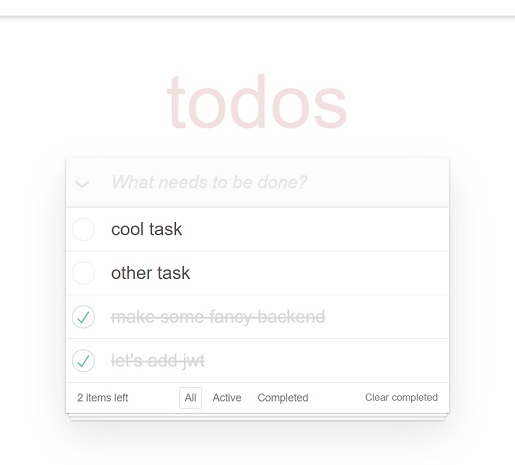 todos
What needs to be done?
cool task
other task
make some fancy backend
let's add jwt
2 items left All Active Completed Clear completed